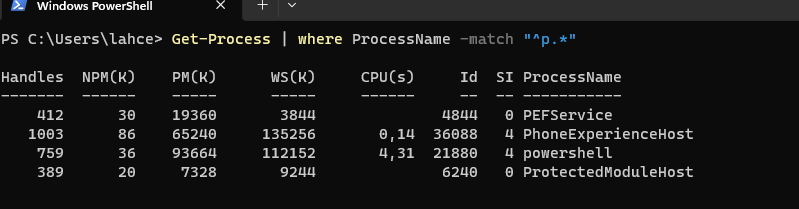 Windows PowerShell
PS C:\Users\lahce> Get-Process | where ProcessName -match "^p.*"
Handles  NPM(K)    PM(K)      WS(K)     CPU(s)     Id  SI ProcessName
-------  ------    -----      -----     ------     --  -- -----------
    412      30    19360       3844              4844   0 PEFService
   1003      86    65240     135256       0,14  36088   4 PhoneExperienceHost
    759      36    93664     112152       4,31  21880   4 powershell
    389      20     7328       9244              6240   0 ProtectedModuleHost